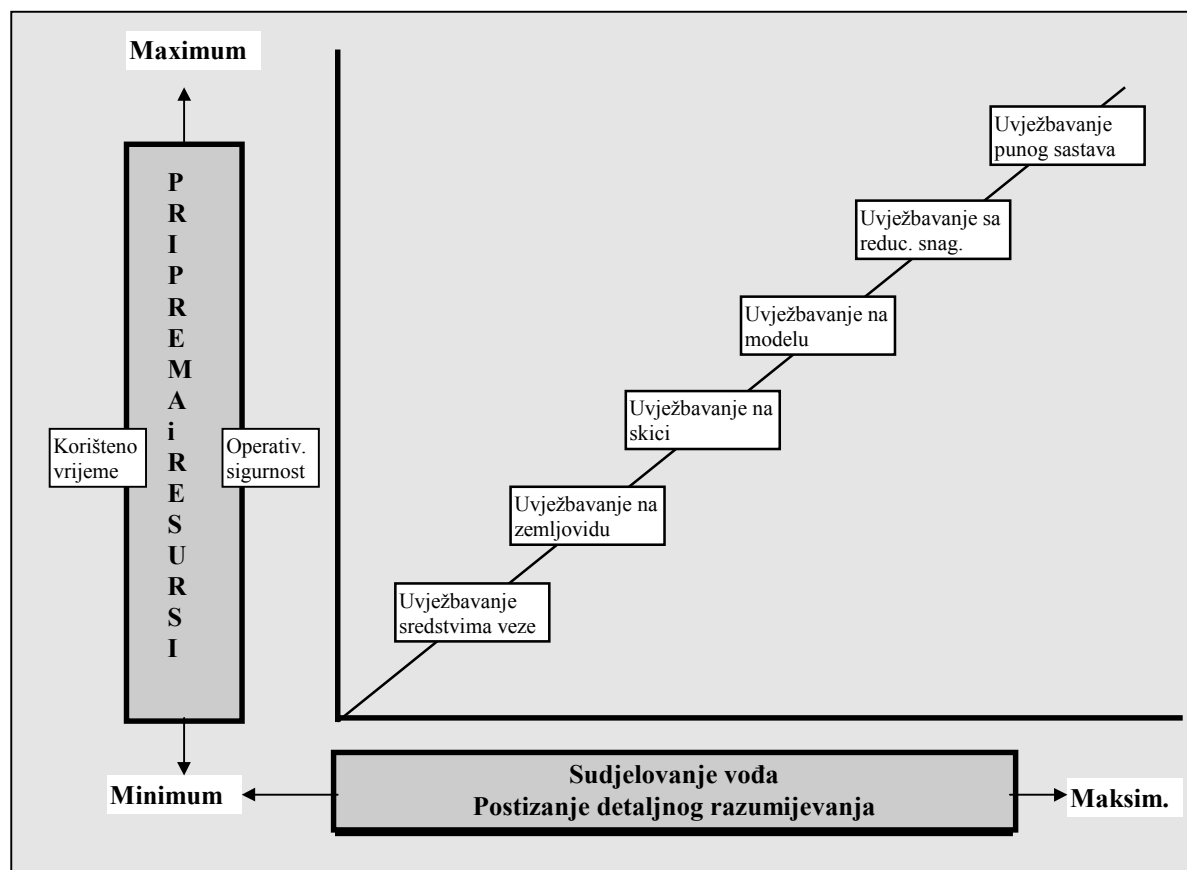 Maximum
PRIPREMAiRESURSI
Korišteno
vrijeme
Operativ.
sigurnost
Minimum
Uvježbavanje
punog sastava
Uvježbavanje sa
reduc. snag.
Uvježbavanje na
modelu
Uvježbavanje na
skici
Uvježbavanje na
zemljovidu
Uvježbavanje
sredstvima veze
Sudjelovanje vođa
Postizanje detaljnog razumijevanja
Maksim.